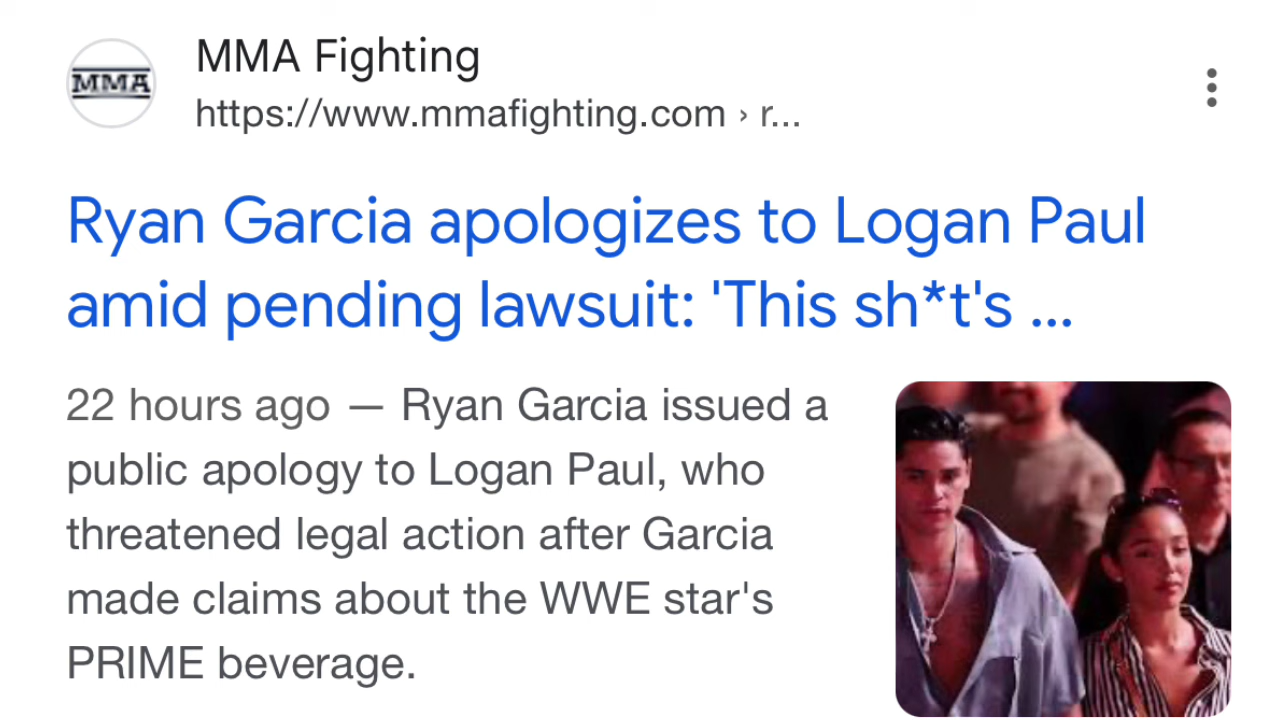 MMA
MMA Fighting
https://www.mmafighting.com › r...
Ryan Garcia apologizes to Logan Paul
amid pending lawsuit: 'This sh*t's ...
22 hours ago — Ryan Garcia issued a
public apology to Logan Paul, who
threatened legal action after Garcia
made claims about the WWE star's
PRIME beverage.